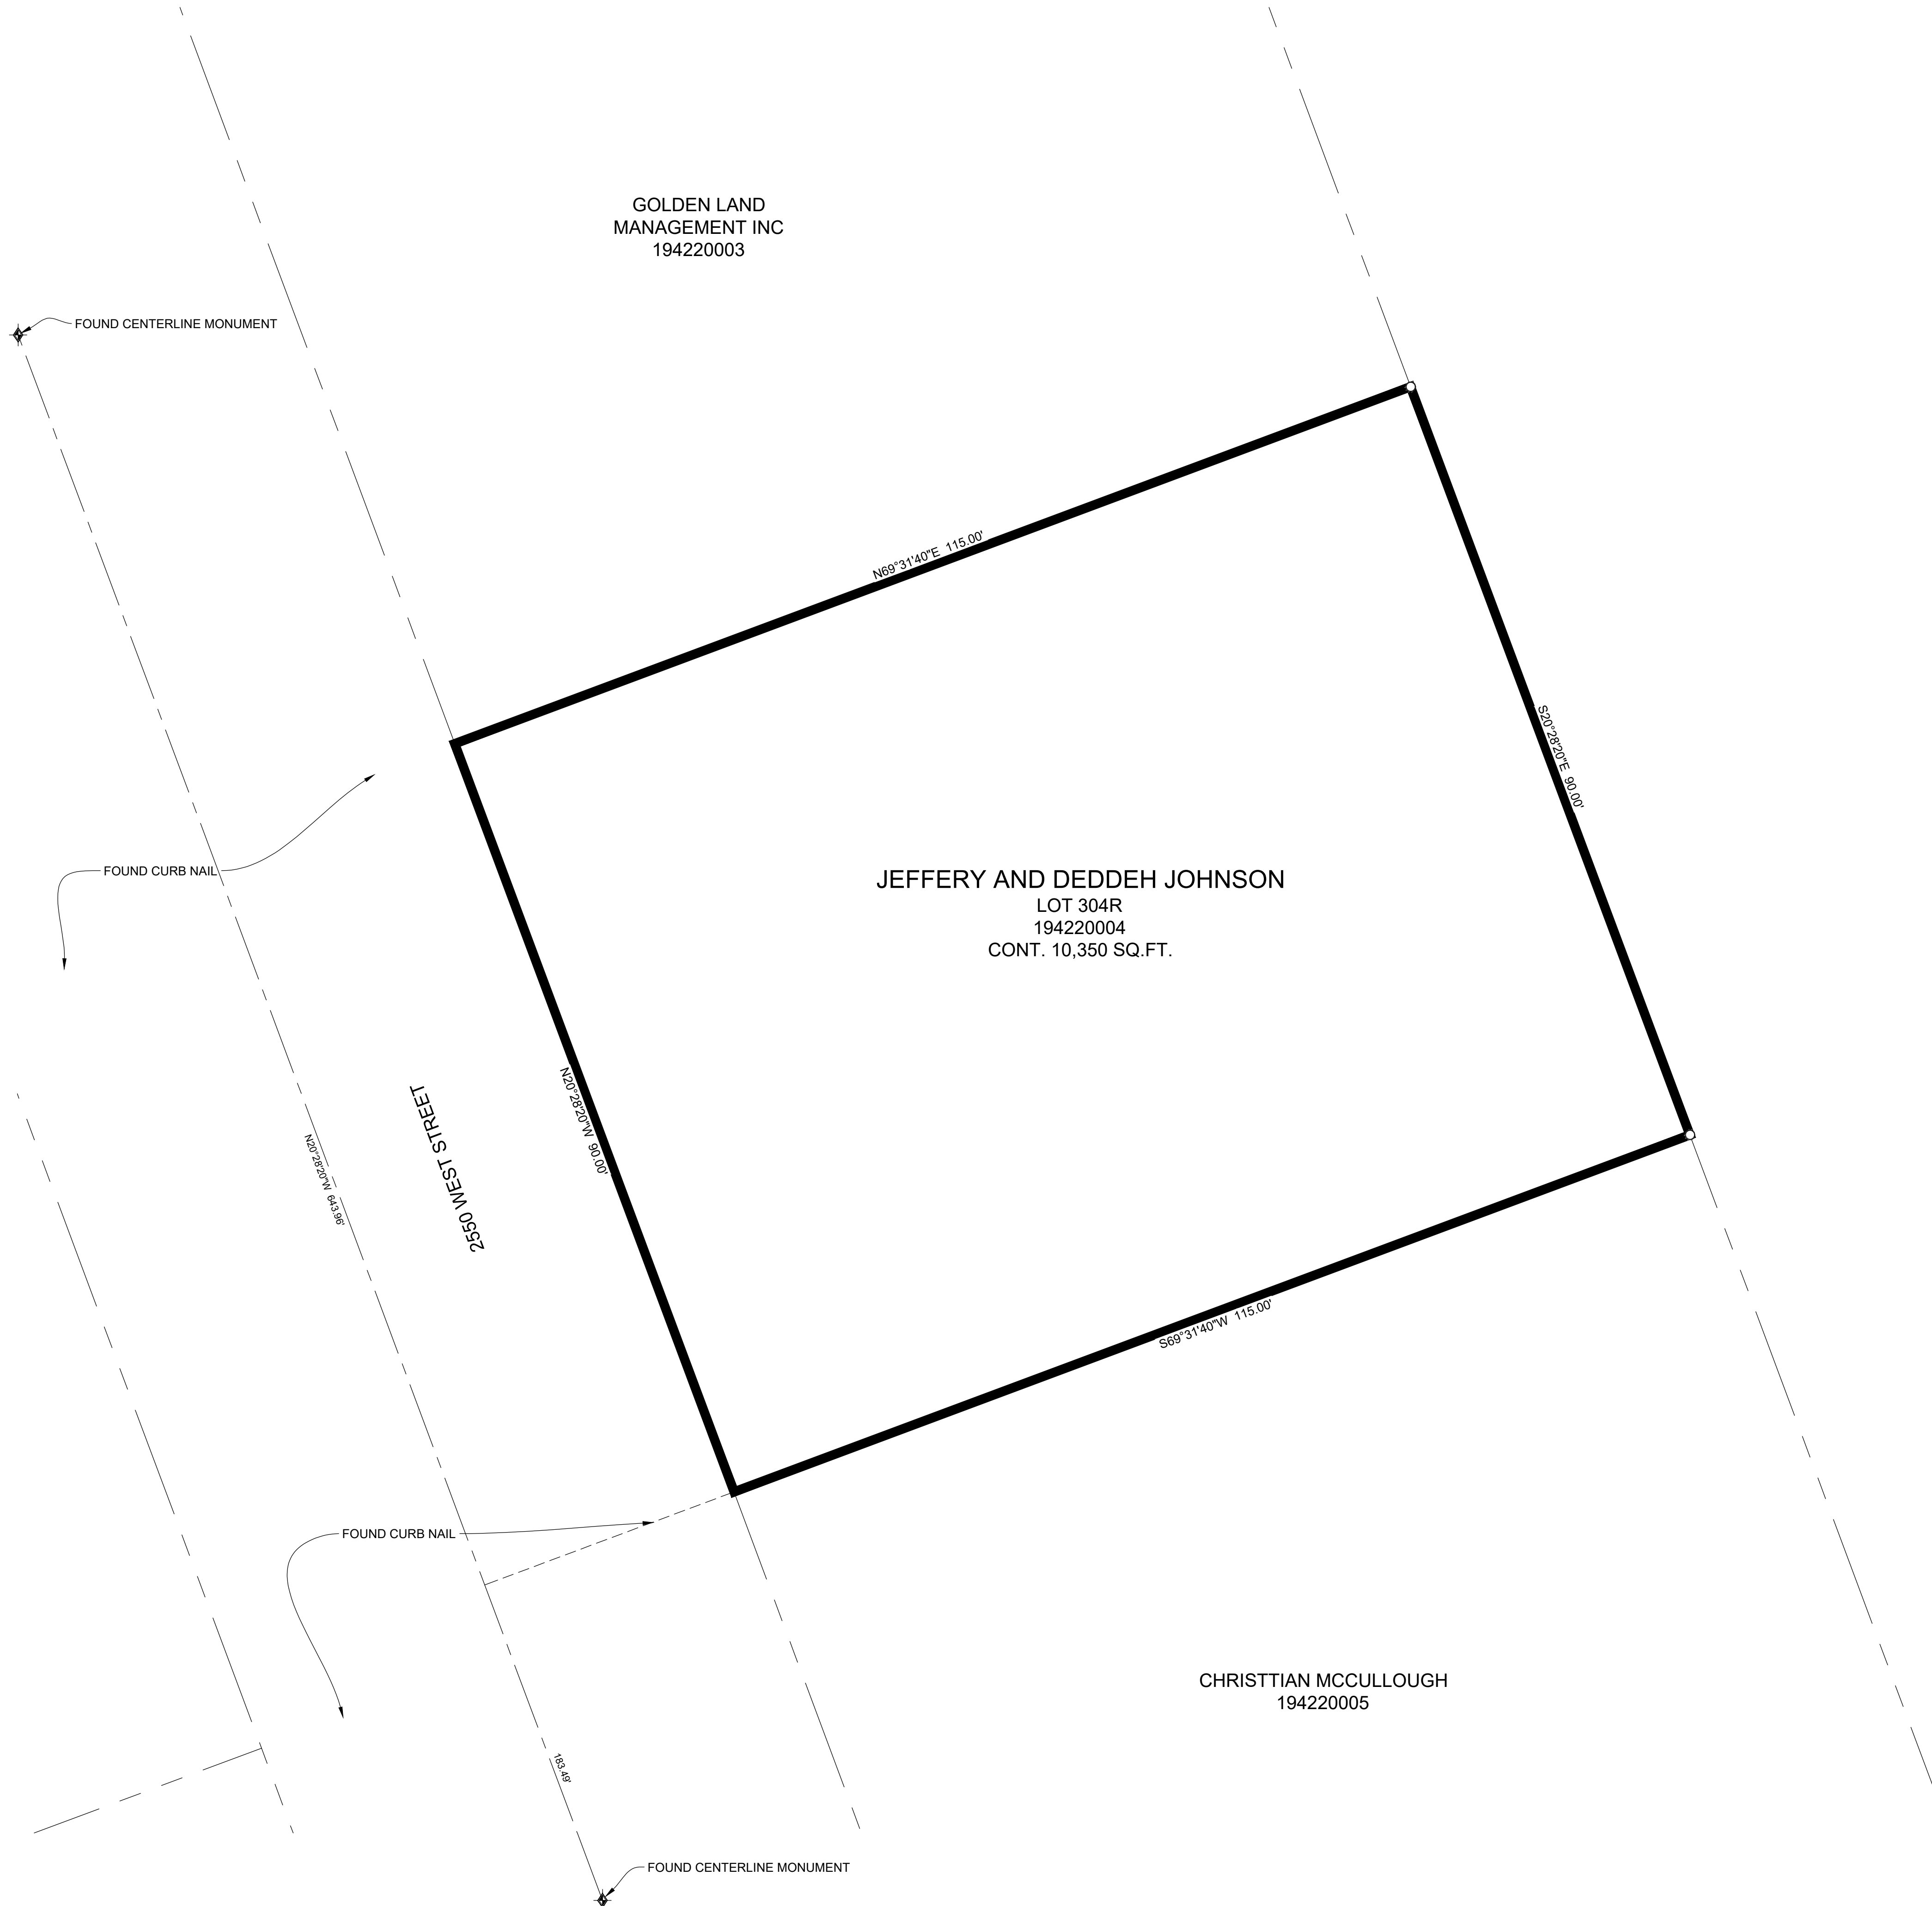 GOLDEN LAND
MANAGEMENT INC
194220003
FOUND CENTERLINE MONUMENT
N69°31'40"E 115.00'
S20°28'20"E 90.00'
FOUND CURB NAIL
JEFFERY AND DEDDEH JOHNSON
LOT 304R
194220004
CONT. 10,350 SQ.FT.
N20°28'20"W 90.00'
2550 WEST STREET
N20°28'20"W 643.96'
S69°31'40"W 115.00'
FOUND CURB NAIL
CHRISTTIAN MCCULLOUGH
194220005
183.49'
FOUND CENTERLINE MONUMENT